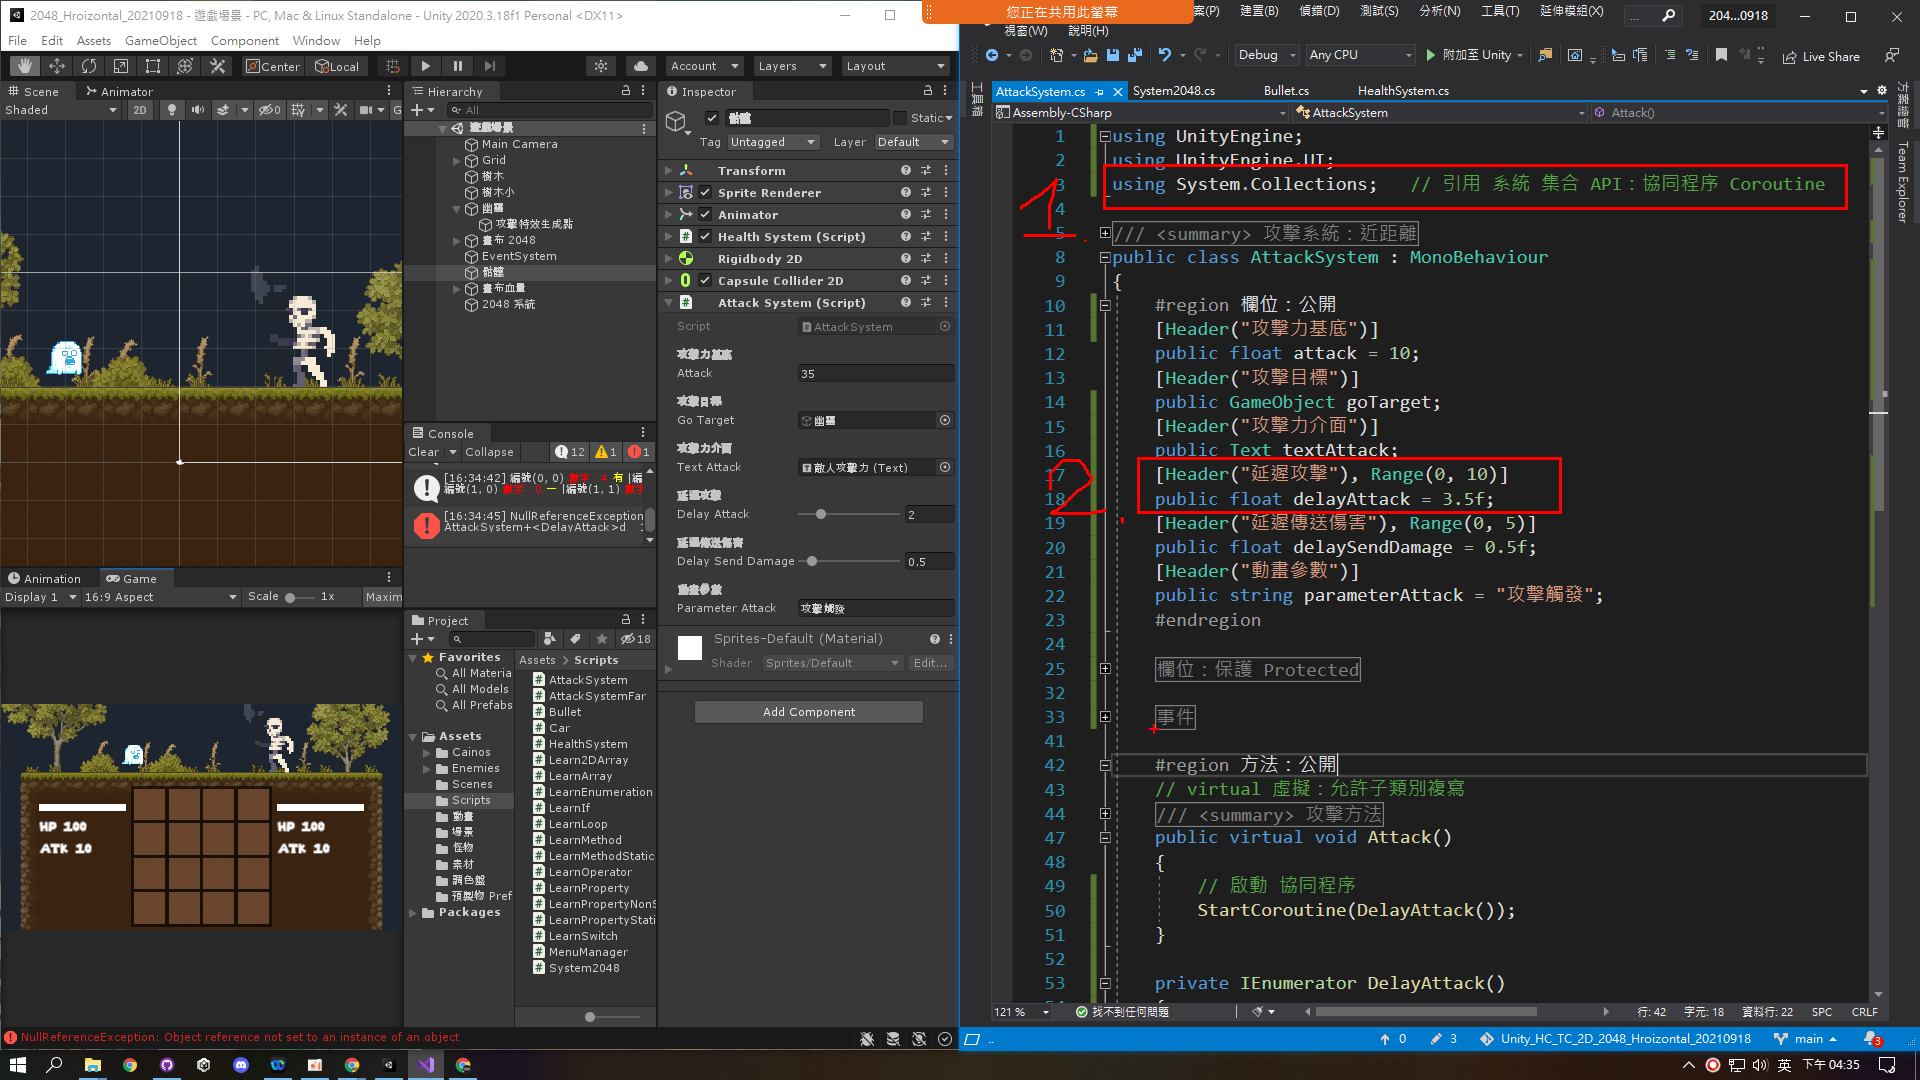 2048_Hroizontal_20210918 - 遊戲場景 - PC, Mac & Linux Standalone - Unity 2020.3.18f1 Personal <DX11>
File Edit Assets GameObject Component Window Help
Center Local
Account Layers Layout
Scene Animator
Shaded 2D 0
Hierarchy
All
遊戲場景
Main Camera
Grid
樹木
樹木小
幽靈
攻擊特效生成點
畫布 2048
EventSystem
骷髏
畫布血量
2048 系統
Console
Clear Collapse 12 1 1
[16:34:42] 編號(0, 0) 數字：4 有 |編
號(1, 0) 數字：0 一 |編號(1, 1) 數字
[16:34:45] NullReferenceException
AttackSystem+<DelayAttack>d
Animation Game
Display 1 16:9 Aspect Scale 1x Maxim
HP 100
ATK 10
HP 100
ATK 10
Project
18
Favorites
All Materia
All Models
All Prefabs
Assets
Cainos
Enemies
Scenes
Scripts
動畫
場景
怪物
素材
調色盤
預製物 Pref
Packages
Assets > Scripts
AttackSystem
AttackSystemFar
Bullet
Car
HealthSystem
Learn2DArray
LearnArray
LearnEnumeration
LearnIf
LearnLoop
LearnMethod
LearnMethodStatic
LearnOperator
LearnProperty
LearnPropertyNonS
LearnPropertyStati
LearnSwitch
MenuManager
System2048
Inspector
骷髏 Static
Tag Untagged Layer Default
Transform
Sprite Renderer
Animator
Health System (Script)
Rigidbody 2D
Capsule Collider 2D
Attack System (Script)
Script AttackSystem
攻擊力基底
Attack 35
攻擊目標
Go Target 幽靈
攻擊力介面
Text Attack 敵人攻擊力 (Text)
延遲攻擊
Delay Attack 2
延遲傳送傷害
Delay Send Damage 0.5
動畫參數
Parameter Attack 攻擊觸發
Sprites-Default (Material)
Shader Sprites/Default Edit...
Add Component
NullReferenceException: Object reference not set to an instance of an object
您正在共用此螢幕
案(P) 建置(B) 偵錯(D) 測試(S) 分析(N) 工具(T) 延伸模組(X)
視窗(W) 說明(H)
... 204...0918
Debug Any CPU 附加至 Unity Live Share
工具箱
方案總管
Team Explorer
AttackSystem.cs System2048.cs Bullet.cs HealthSystem.cs
Assembly-CSharp AttackSystem Attack()
1 using UnityEngine;
2 using UnityEngine.UI;
3 using System.Collections; // 引用 系統 集合 API：協同程序 Coroutine
4
5 /// <summary> 攻擊系統：近距離
8 public class AttackSystem : MonoBehaviour
9 {
10 #region 欄位：公開
11 [Header("攻擊力基底")]
12 public float attack = 10;
13 [Header("攻擊目標")]
14 public GameObject goTarget;
15 [Header("攻擊力介面")]
16 public Text textAttack;
17 [Header("延遲攻擊"), Range(0, 10)]
18 public float delayAttack = 3.5f;
19 [Header("延遲傳送傷害"), Range(0, 5)]
20 public float delaySendDamage = 0.5f;
21 [Header("動畫參數")]
22 public string parameterAttack = "攻擊觸發";
23 #endregion
24
25 欄位：保護 Protected
32
33 事件
41
42 #region 方法：公開
43 // virtual 虛擬：允許子類別複寫
44 /// <summary> 攻擊方法
47 public virtual void Attack()
48 {
49 // 啟動 協同程序
50 StartCoroutine(DelayAttack());
51 }
52
53 private IEnumerator DelayAttack()
1.
2.
121 % 找不到任何問題 行: 42 字元: 18 資料行: 22 SPC CRLF
0 3 Unity_HC_TC_2D_2048_Hroizontal_20210918 main 3
英 下午 04:35